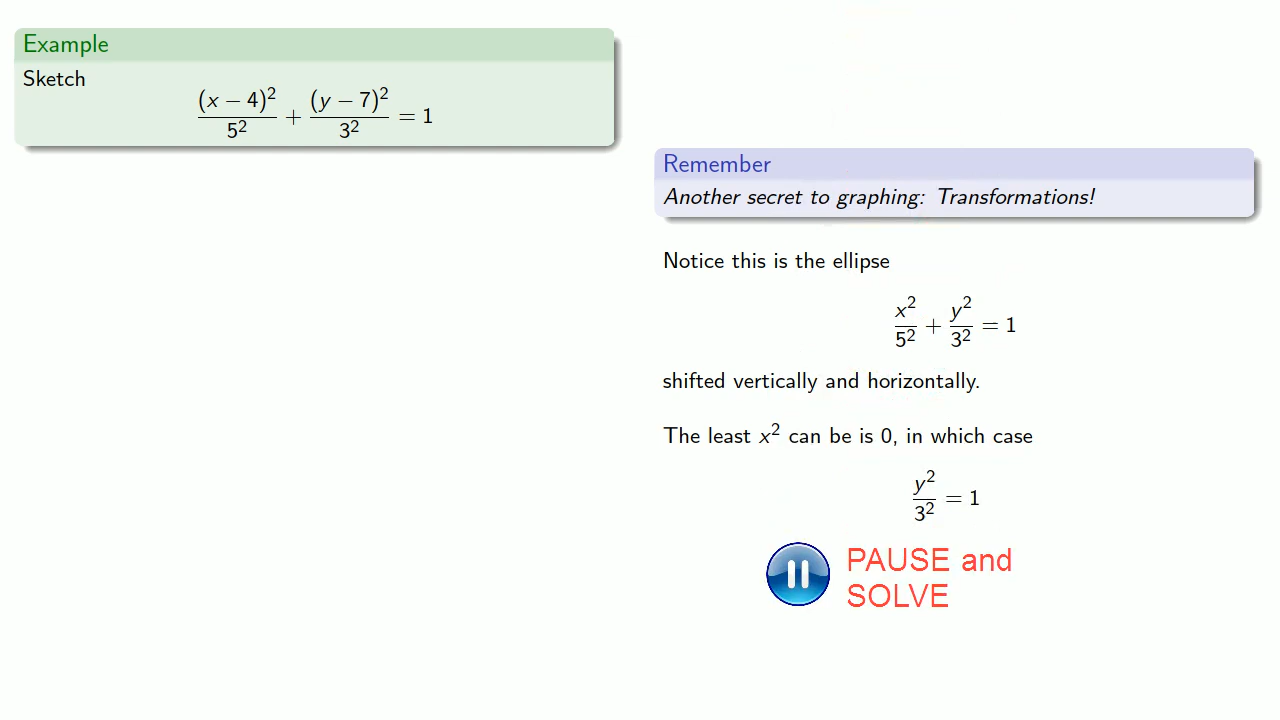 Example
Sketch
(x − 4)²/5² + (y − 7)²/3² = 1
Remember
Another secret to graphing: Transformations!
Notice this is the ellipse
x²/5² + y²/3² = 1
shifted vertically and horizontally.
The least x² can be is 0, in which case
y²/3² = 1
PAUSE and
SOLVE